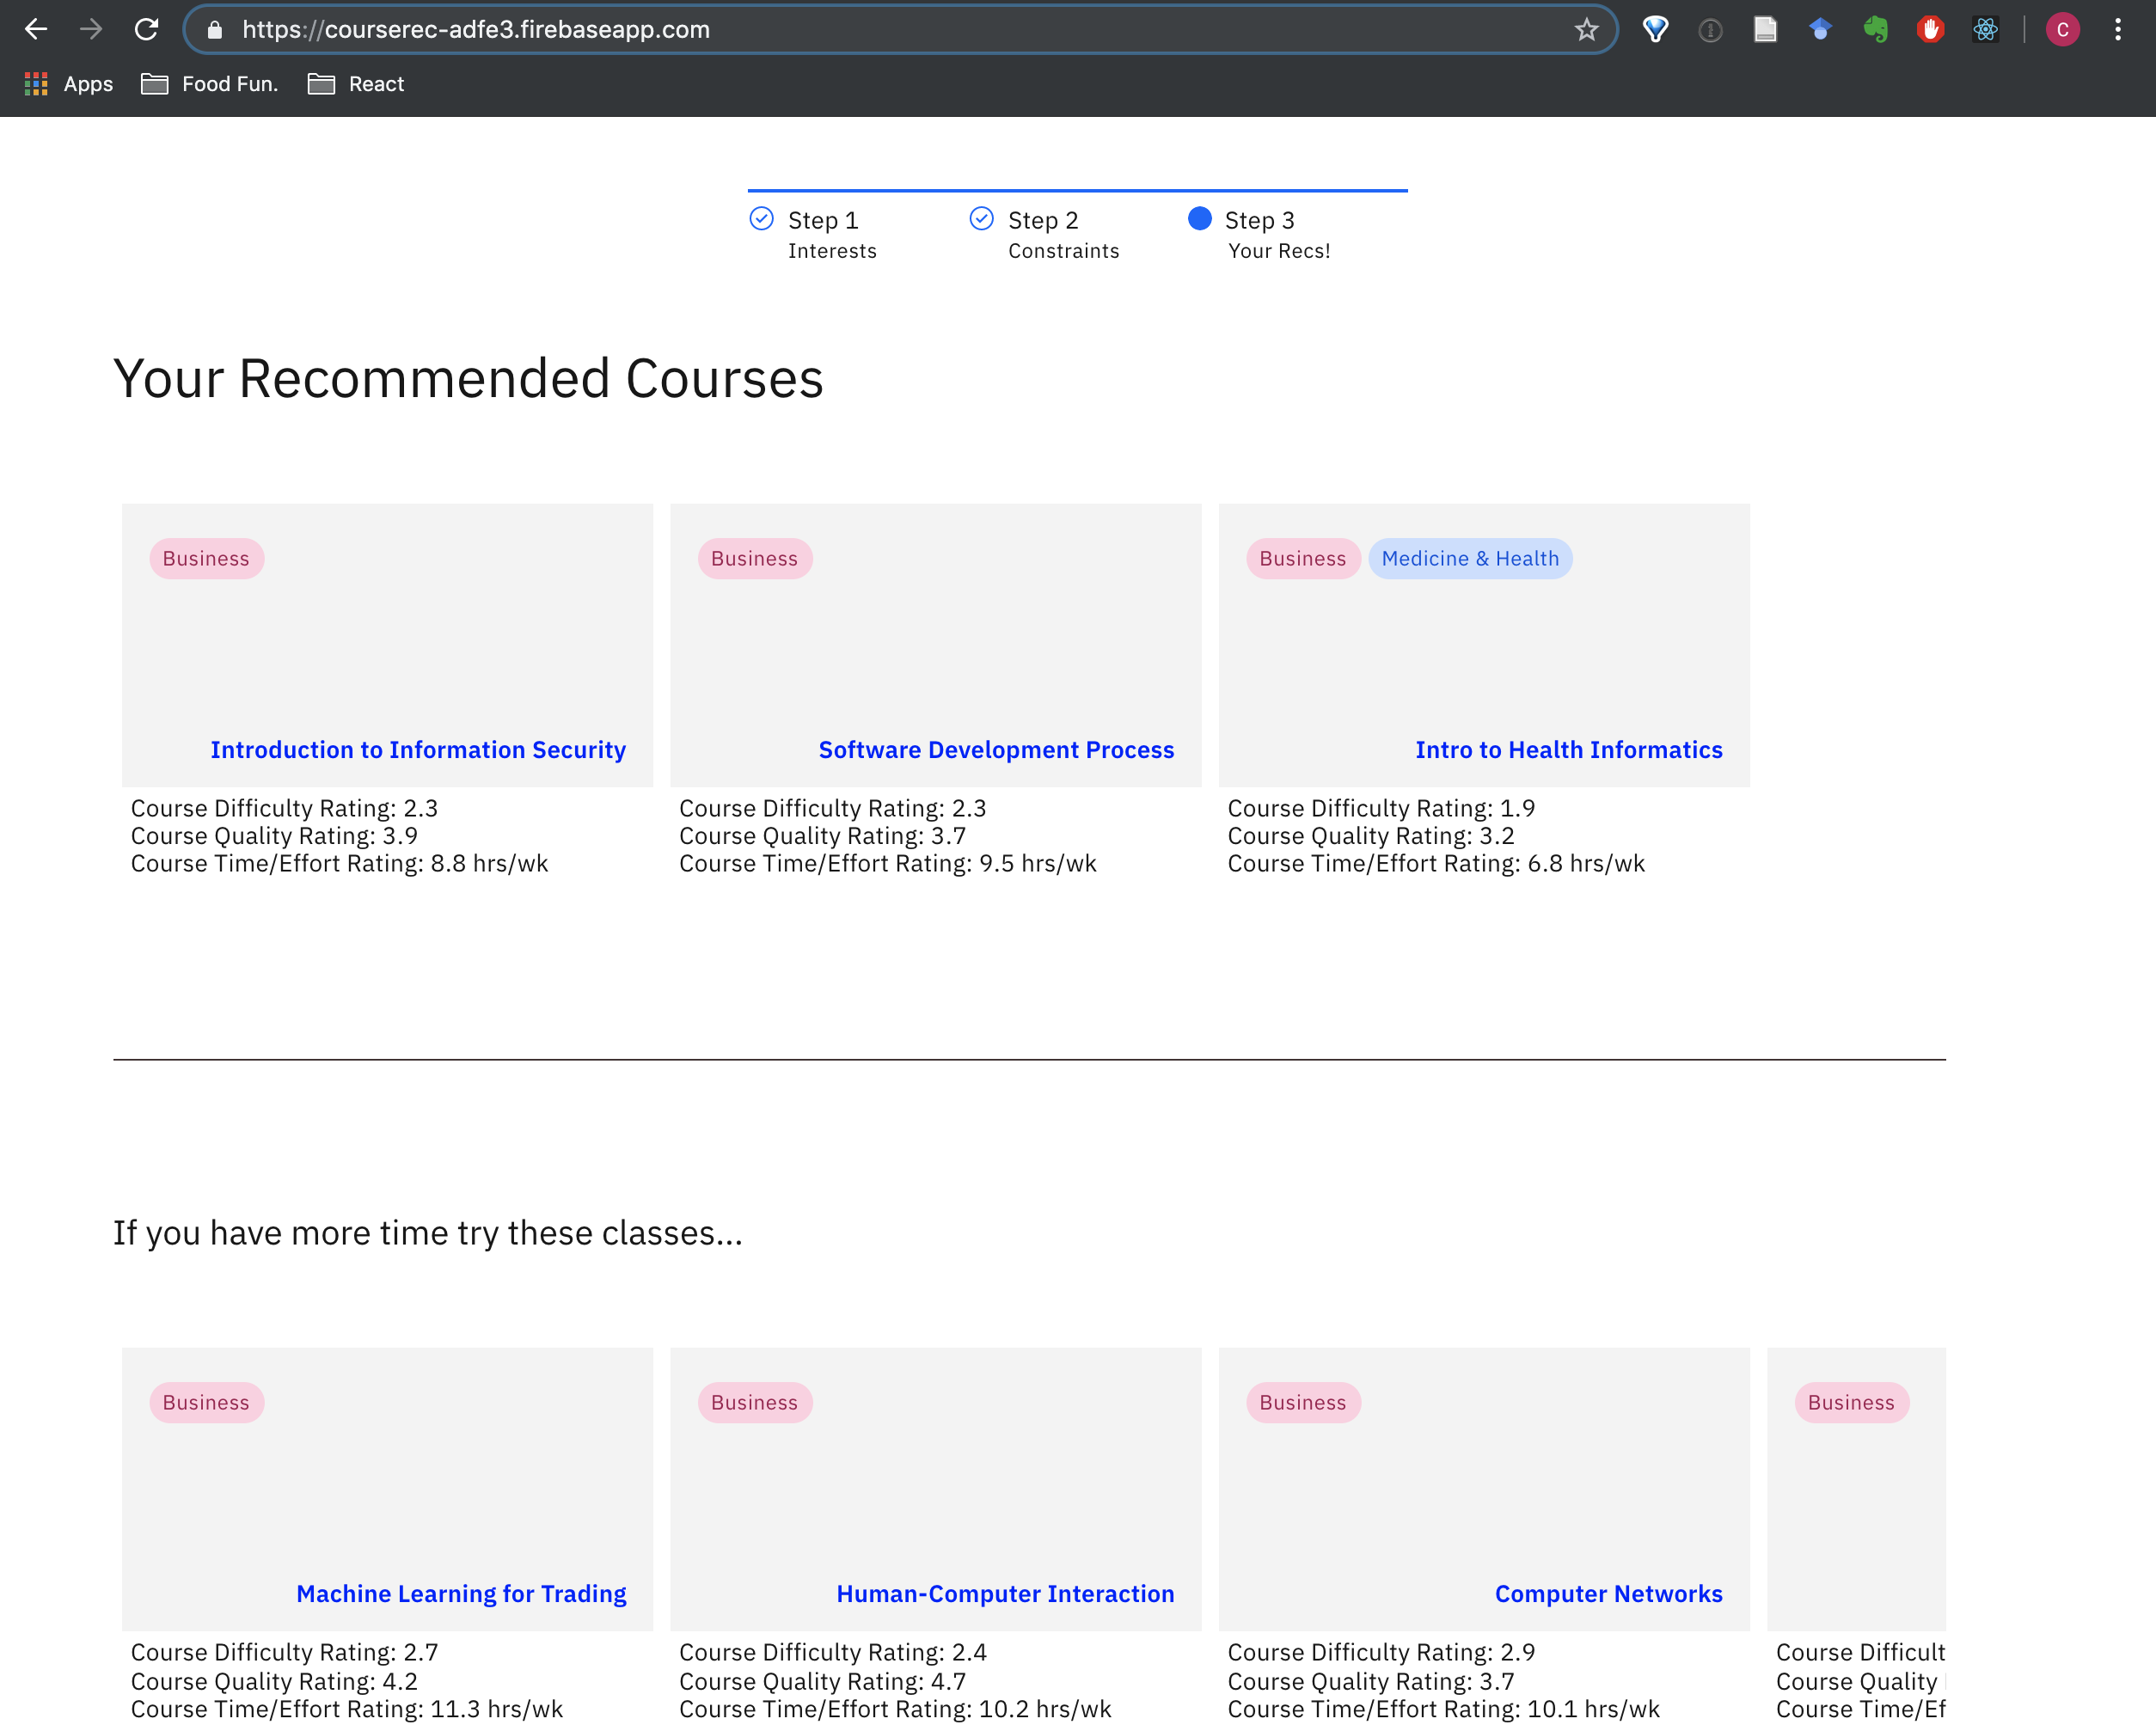 https://courserec-adfe3.firebaseapp.com
C
Apps Food Fun. React
Step 1 Step 2 Step 3
Interests Constraints Your Recs!
Your Recommended Courses
Business Business Business Medicine & Health
Introduction to Information Security Software Development Process Intro to Health Informatics
Course Difficulty Rating: 2.3 Course Difficulty Rating: 2.3 Course Difficulty Rating: 1.9
Course Quality Rating: 3.9 Course Quality Rating: 3.7 Course Quality Rating: 3.2
Course Time/Effort Rating: 8.8 hrs/wk Course Time/Effort Rating: 9.5 hrs/wk Course Time/Effort Rating: 6.8 hrs/wk
If you have more time try these classes...
Business Business Business Business
Machine Learning for Trading Human-Computer Interaction Computer Networks
Course Difficulty Rating: 2.7 Course Difficulty Rating: 2.4 Course Difficulty Rating: 2.9 Course Difficult
Course Quality Rating: 4.2 Course Quality Rating: 4.7 Course Quality Rating: 3.7 Course Quality
Course Time/Effort Rating: 11.3 hrs/wk Course Time/Effort Rating: 10.2 hrs/wk Course Time/Effort Rating: 10.1 hrs/wk Course Time/Ef